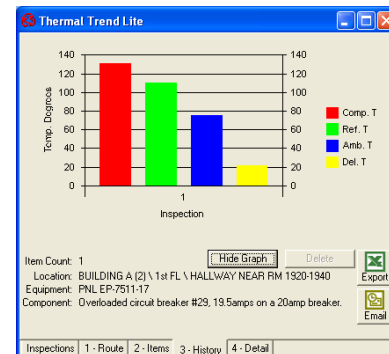 Thermal Trend Lite
140 140
120 120
100 100
80 80
60 60
40 40
20 20
0 0
Temp. Degrees
1
Inspection
Comp. T
Ref. T
Amb. T
Del. T
Item Count: 1
Hide Graph Delete
Location: BUILDING A (2) \ 1st FL \ HALLWAY NEAR RM 1920-1940
Equipment: PNL EP-7511-17
Component: Overloaded circuit breaker #29, 19.5amps on a 20amp breaker.
Export
Email
Inspections 1 - Route 2 - Items 3 - History 4 - Detail